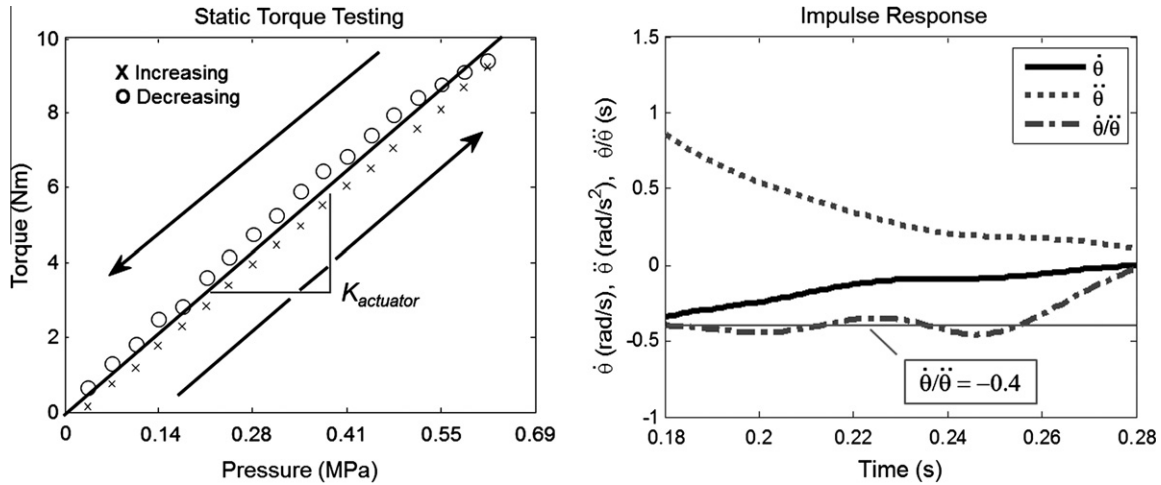 Static Torque Testing
10
8
6
4
2
0
Torque (Nm)
X Increasing
O Decreasing
K actuator
0 0.14 0.28 0.41 0.55 0.69
Pressure (MPa)
Impulse Response
1.5
1
0.5
0
-0.5
-1
θ̇ (rad/s), θ̈ (rad/s²), θ̇/θ̈ (s)
θ̇
θ̈
θ̇/θ̈
θ̇/θ̈ = −0.4
0.18 0.2 0.22 0.24 0.26 0.28
Time (s)